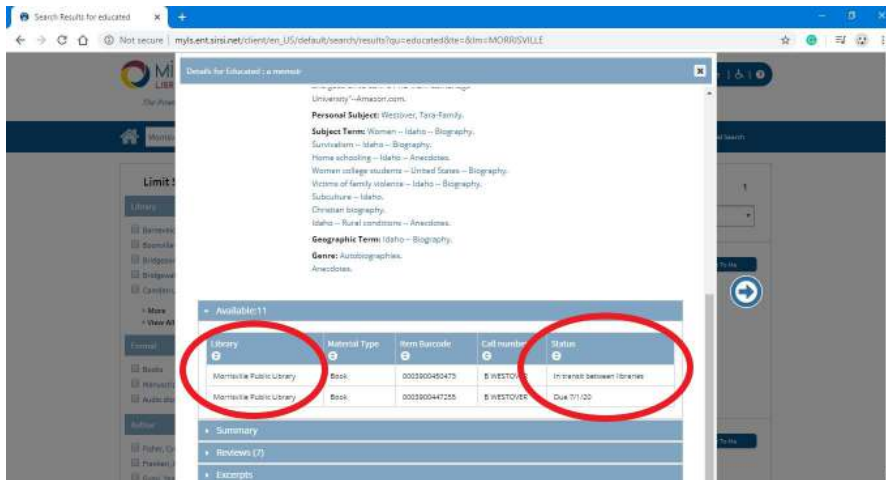 Search Results for educated
Not secure | myls.ent.sirsi.net/client/en_US/default/search/results?qu=educated&te=&lm=MORRISVILLE
Details for Educated : a memoir
University"--Amazon.com.
Personal Subject: Westover, Tara-Family.
Subject Term: Women -- Idaho -- Biography.
Survivalism -- Idaho -- Biography.
Home schooling -- Idaho -- Anecdotes.
Women college students -- United States -- Biography.
Victims of family violence -- Idaho -- Biography.
Subculture -- Idaho.
Christian biography.
Idaho -- Rural conditions -- Anecdotes.
Geographic Term: Idaho -- Biography.
Genre: Autobiographies.
Anecdotes.
Limit
Library
1
More
View All
Format
Books
Author
Available:11
Library Material Type Item Barcode Call number Status
Morrisville Public Library Book 0003900450473 B WESTOVER In transit between libraries
Morrisville Public Library Book 0003900447255 B WESTOVER Due 7/1/20
Summary
Reviews (7)
Excerpts